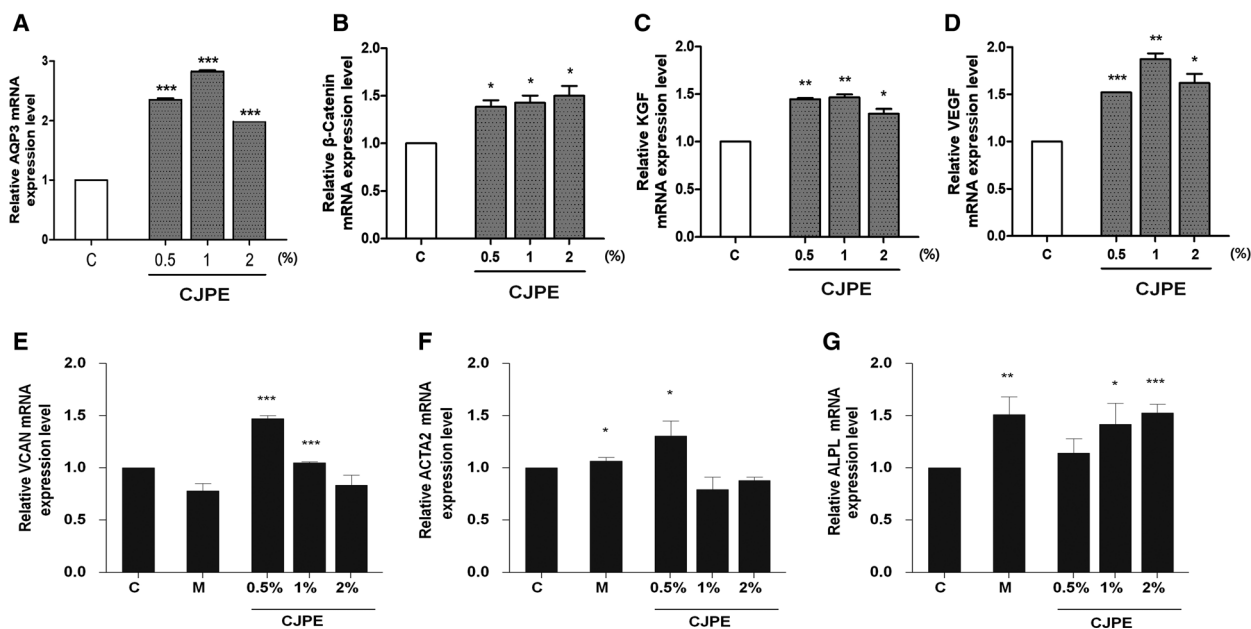 A
Relative AQP3 mRNA
expression level
3
2
1
0
***
***
***
C
0.5
1
2
(%)
CJPE
B
Relative β-Catenin
mRNA expression level
2.0
1.5
1.0
0.5
0.0
*
*
*
C
0.5
1
2
(%)
CJPE
C
Relative KGF
mRNA expression level
2.0
1.5
1.0
0.5
0.0
**
**
*
C
0.5
1
2
(%)
CJPE
D
Relative VEGF
mRNA expression level
2.0
1.5
1.0
0.5
0.0
***
**
*
C
0.5
1
2
(%)
CJPE
E
Relative VCAN mRNA
expression level
2.0
1.5
1.0
0.5
0.0
***
***
C
M
0.5%
1%
2%
CJPE
F
Relative ACTA2 mRNA
expression level
2.0
1.5
1.0
0.5
0.0
*
*
C
M
0.5%
1%
2%
CJPE
G
Relative ALPL mRNA
expression level
2.0
1.5
1.0
0.5
0.0
**
*
***
C
M
0.5%
1%
2%
CJPE